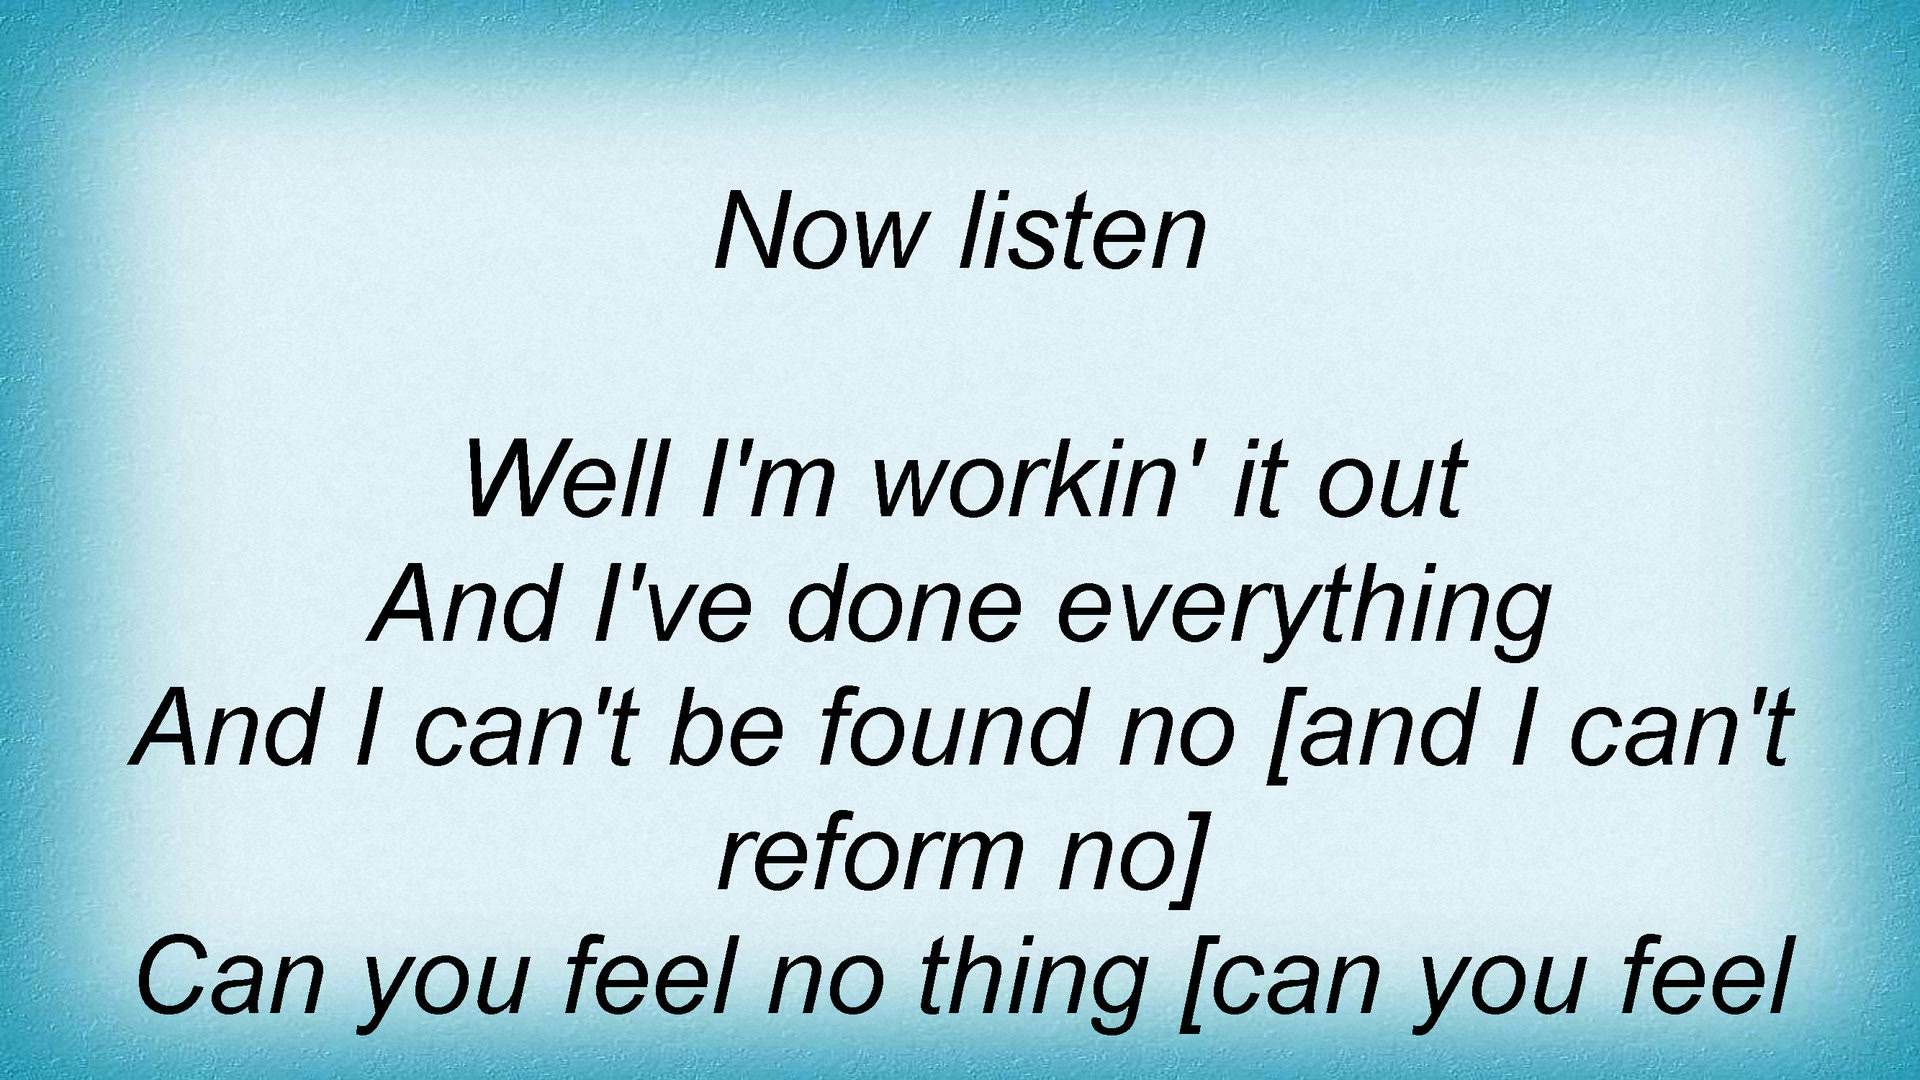 Now listen
Well I'm workin' it out
And I've done everything
And I can't be found no [and I can't
reform no]
Can you feel no thing [can you feel